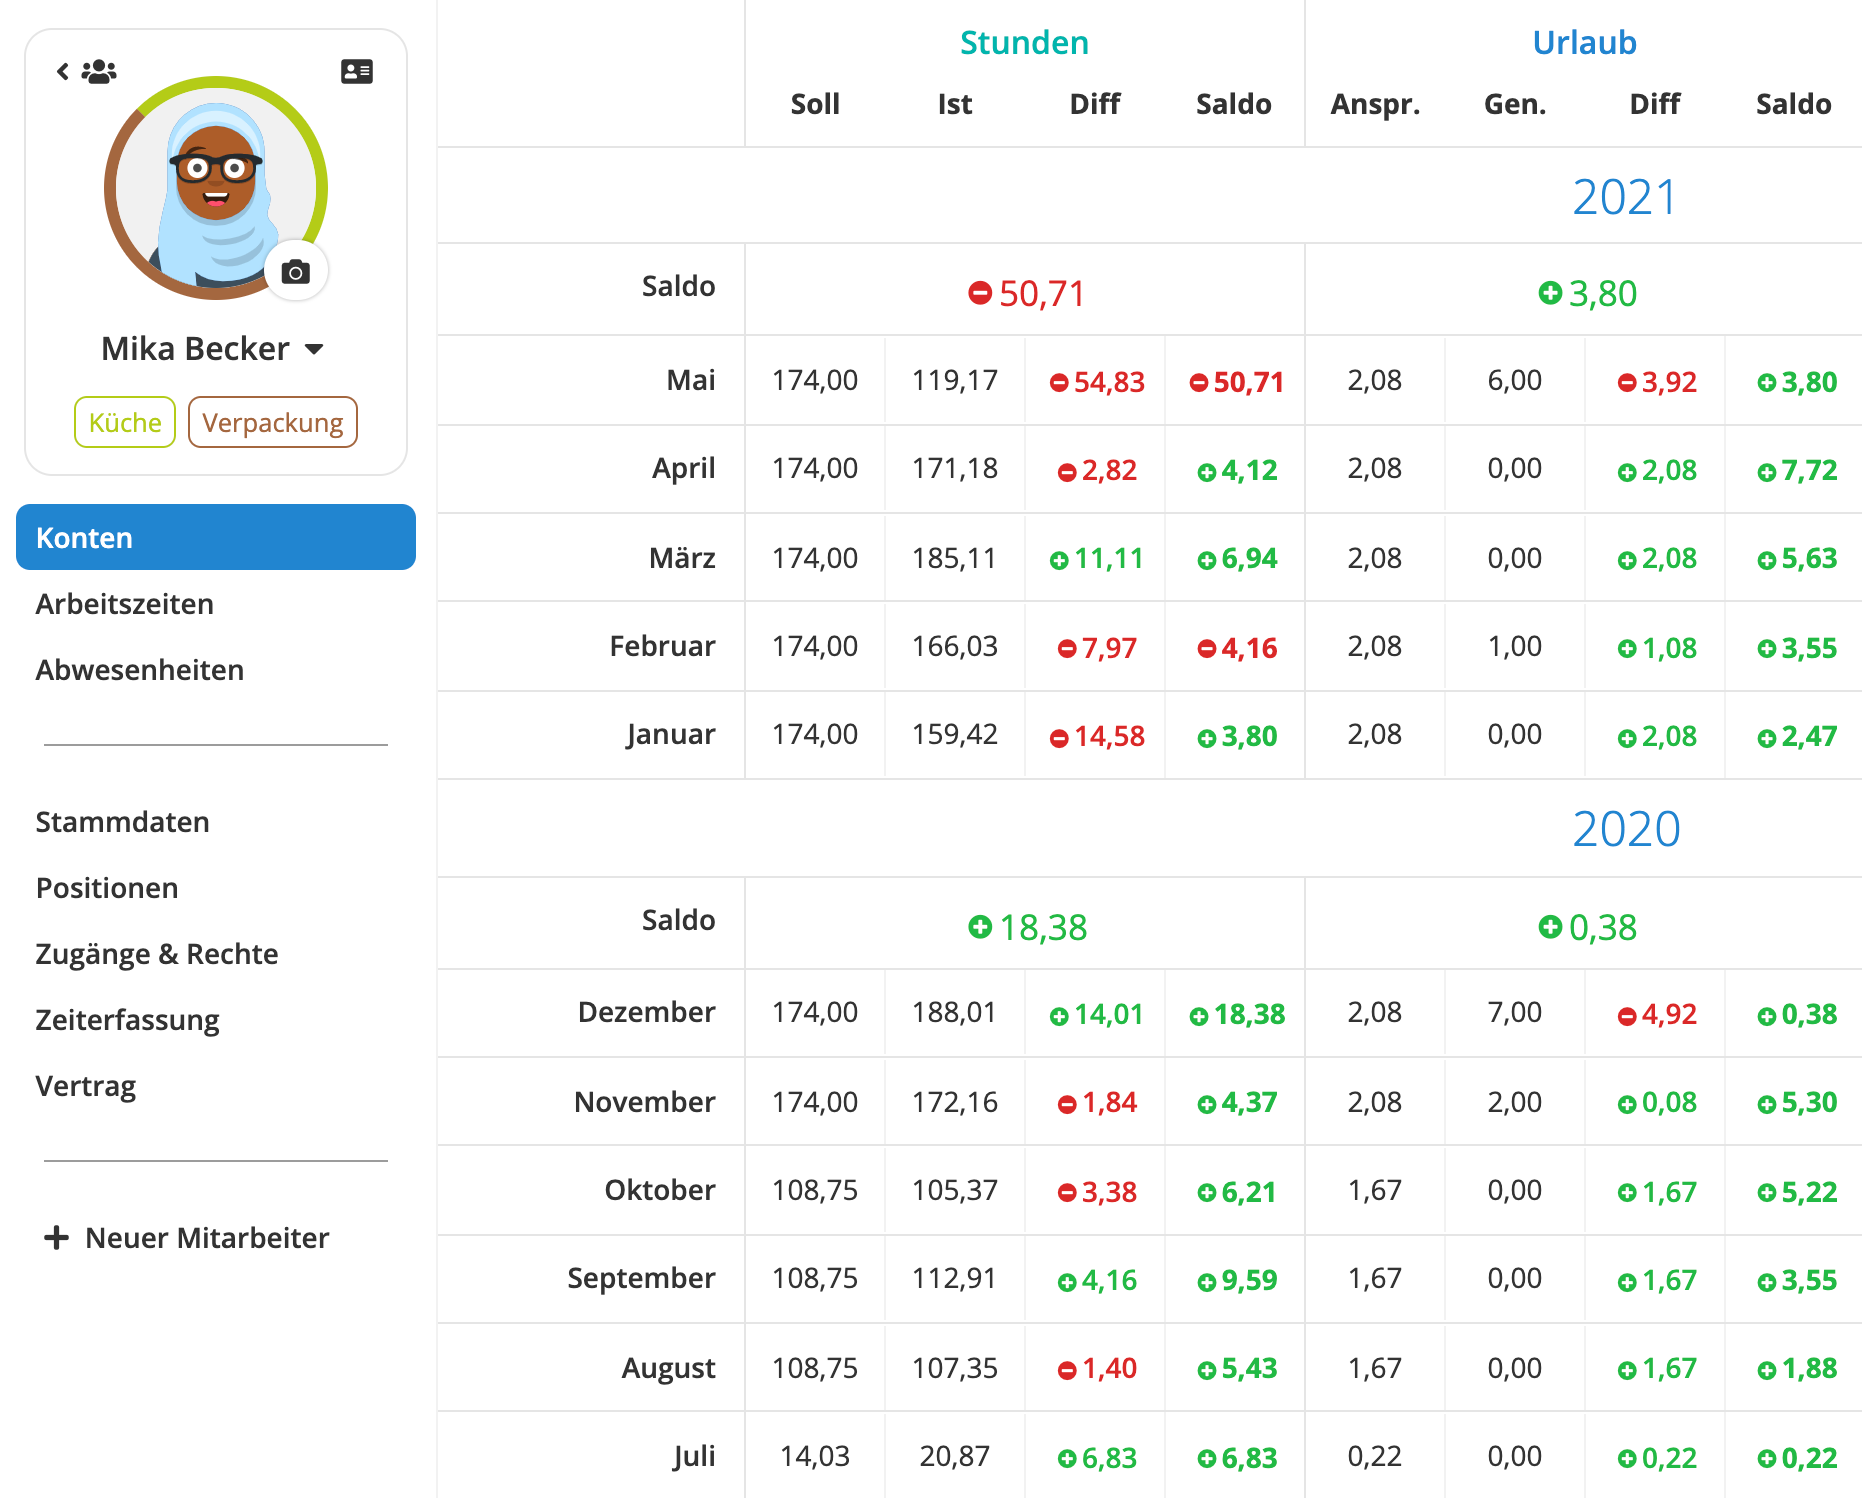 Mika Becker
Küche Verpackung
Konten
Arbeitszeiten
Abwesenheiten
Stammdaten
Positionen
Zugänge & Rechte
Zeiterfassung
Vertrag
Neuer Mitarbeiter
Stunden Urlaub
Soll Ist Diff Saldo Anspr. Gen. Diff Saldo
2021
Saldo 50,71 3,80
Mai 174,00 119,17 54,83 50,71 2,08 6,00 3,92 3,80
April 174,00 171,18 2,82 4,12 2,08 0,00 2,08 7,72
März 174,00 185,11 11,11 6,94 2,08 0,00 2,08 5,63
Februar 174,00 166,03 7,97 4,16 2,08 1,00 1,08 3,55
Januar 174,00 159,42 14,58 3,80 2,08 0,00 2,08 2,47
2020
Saldo 18,38 0,38
Dezember 174,00 188,01 14,01 18,38 2,08 7,00 4,92 0,38
November 174,00 172,16 1,84 4,37 2,08 2,00 0,08 5,30
Oktober 108,75 105,37 3,38 6,21 1,67 0,00 1,67 5,22
September 108,75 112,91 4,16 9,59 1,67 0,00 1,67 3,55
August 108,75 107,35 1,40 5,43 1,67 0,00 1,67 1,88
Juli 14,03 20,87 6,83 6,83 0,22 0,00 0,22 0,22